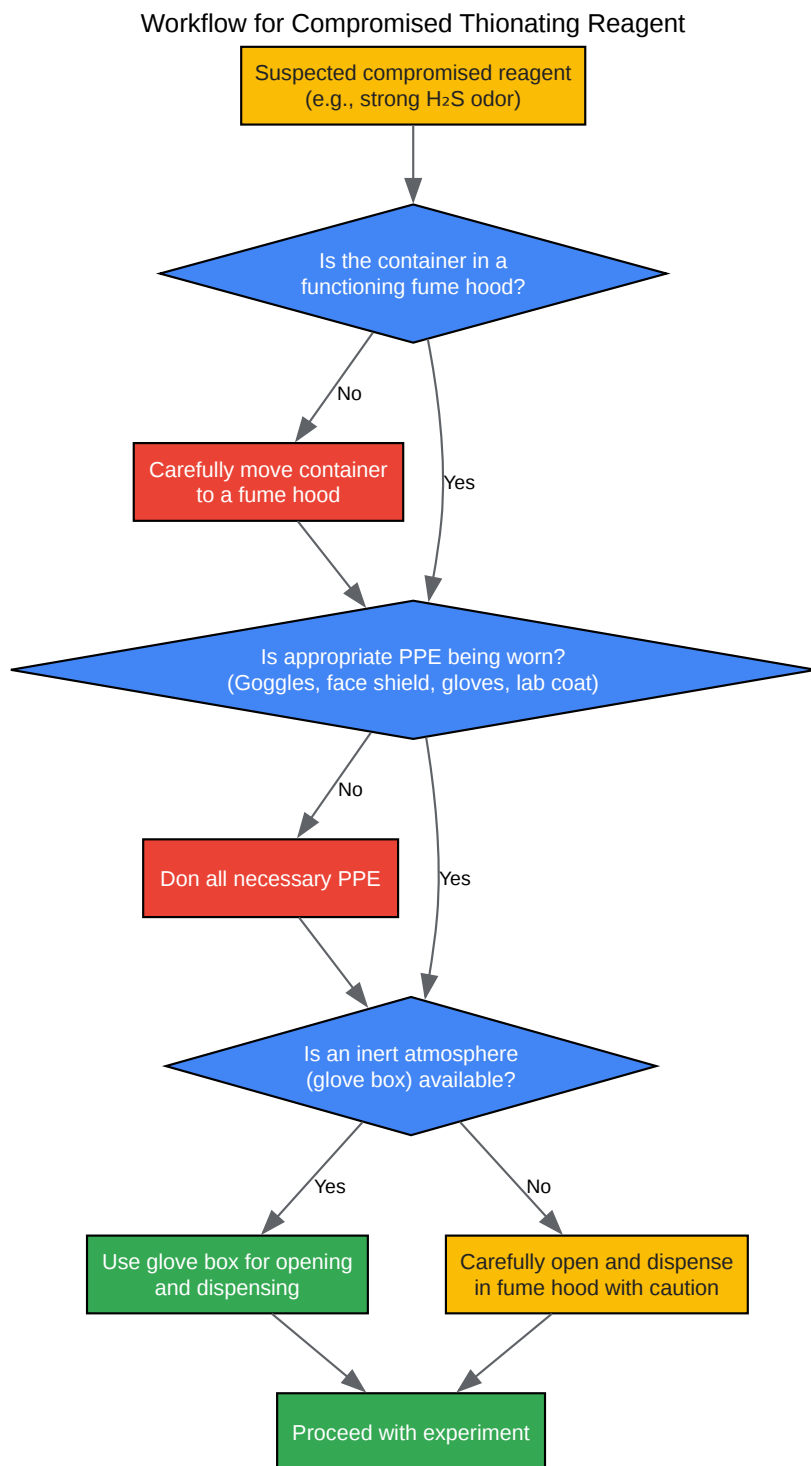 Workflow for Compromised Thionating Reagent
Suspected compromised reagent
(e.g., strong H₂S odor)
Is the container in a
functioning fume hood?
No
Yes
Carefully move container
to a fume hood
Is appropriate PPE being worn?
(Goggles, face shield, gloves, lab coat)
No
Yes
Don all necessary PPE
Is an inert atmosphere
(glove box) available?
Yes
No
Use glove box for opening
and dispensing
Carefully open and dispense
in fume hood with caution
Proceed with experiment